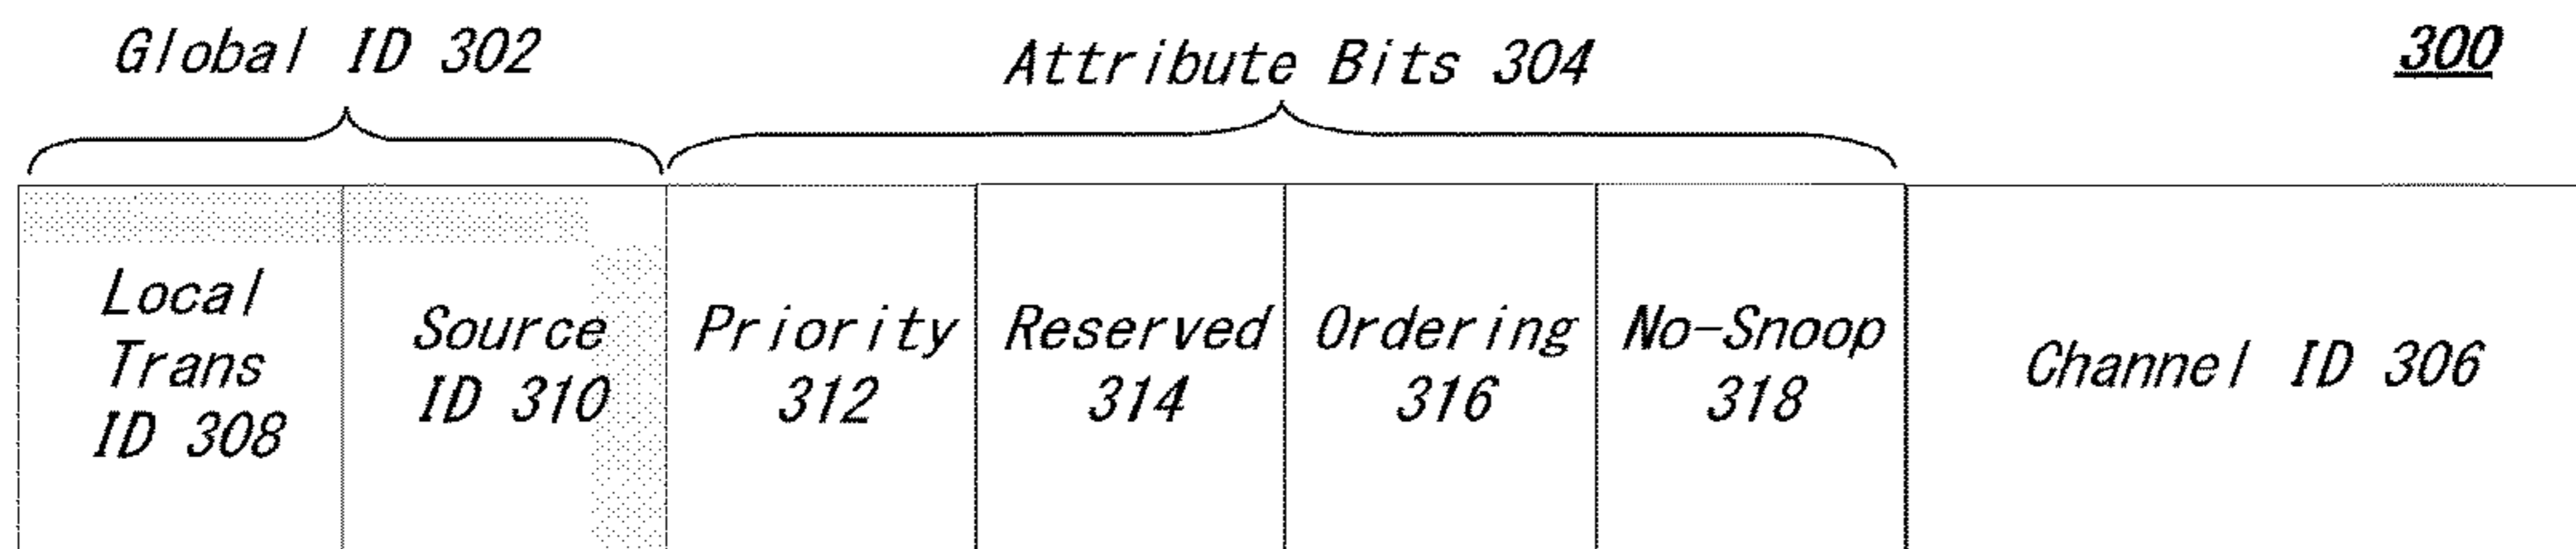 Global ID 302
Attribute Bits 304
300
Local
Trans
ID 308
Source
ID 310
Priority
312
Reserved
314
Ordering
316
No-Snoop
318
Channel ID 306